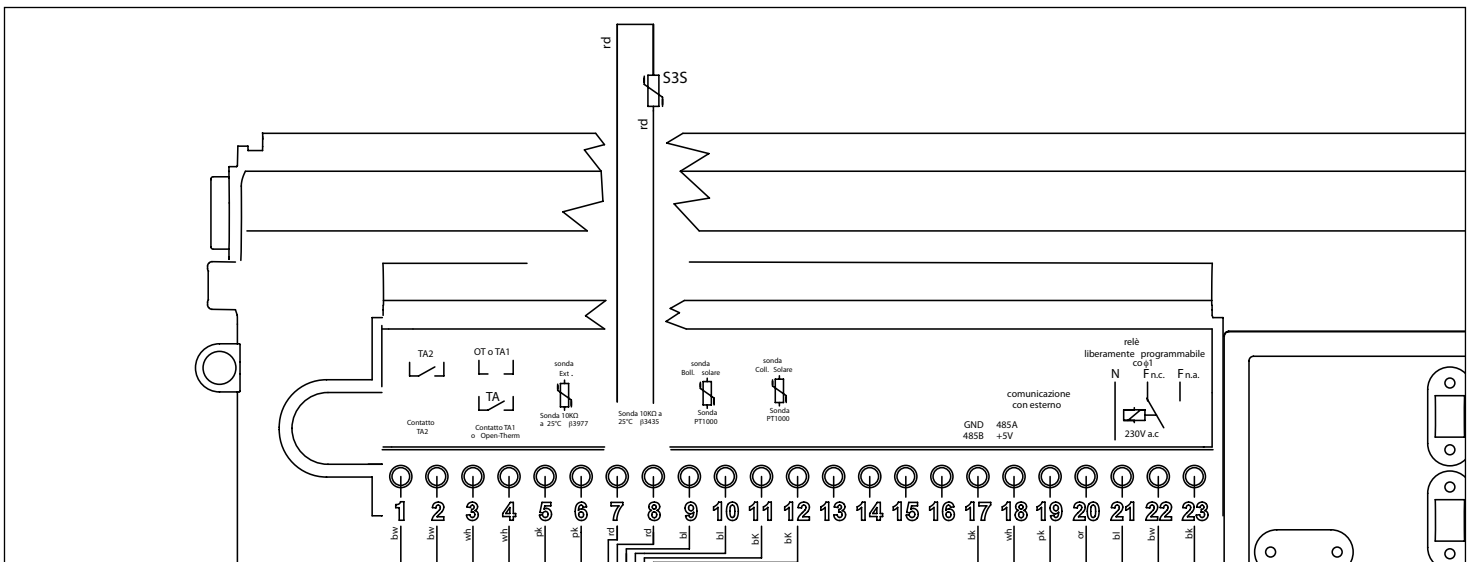 rd
S3S
rd
TA2
Contatto
TA2
OT o TA1
TA
Contatto TA1
o Open-Therm
sonda
Ext .
Sonda 10KΩ
a 25°C β3977
Sonda 10KΩ a
25°C β3435
sonda
Boll. solare
Sonda
PT1000
sonda
Coll. Solare
Sonda
PT1000
comunicazione
con esterno
GND 485A
485B +5V
relè
liberamente programmabile
co ϕ1
N F n.c. F n.a.
230V a.c
1 2 3 4 5 6 7 8 9 10 11 12 13 14 15 16 17 18 19 20 21 22 23
bw bw wh wh pk pk rd rd bl bl bK bK bk wh pk or bl bw bk